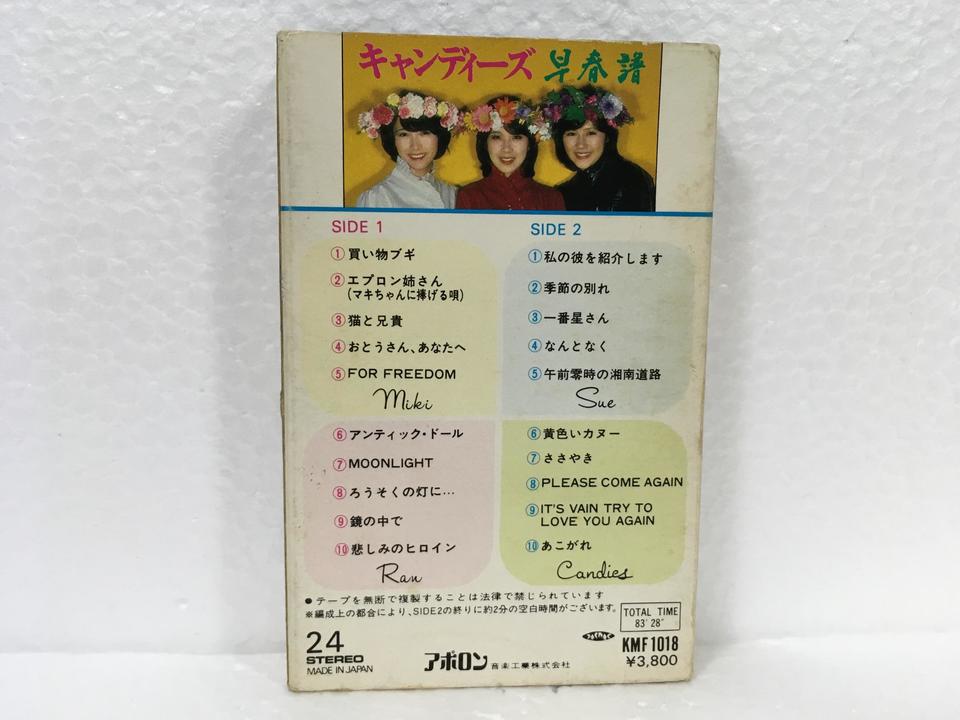 キャンディーズ 早春譜
SIDE 1
①買い物ブギ
②エプロン姉さん
(マキちゃんに捧げる唄)
③猫と兄貴
④おとうさん、あなたへ
⑤FOR FREEDOM
Miki
⑥アンティック・ドール
⑦MOONLIGHT
⑧ろうそくの灯に…
⑨鏡の中で
⑩悲しみのヒロイン
Ran
SIDE 2
①私の彼を紹介します
②季節の別れ
③一番星さん
④なんとなく
⑤午前零時の湘南道路
Sue
⑥黄色いカヌー
⑦ささやき
⑧PLEASE COME AGAIN
⑨IT'S VAIN TRY TO
LOVE YOU AGAIN
⑩あこがれ
Candies
●テープを無断で複製することは法律で禁じられています
※編成上の都合により、SIDE2の終りに約2分の空白時間がございます。
TOTAL TIME
83' 28"
24
STEREO
MADE IN JAPAN
アポロン 音楽工業株式会社
KMF 1018
¥3,800